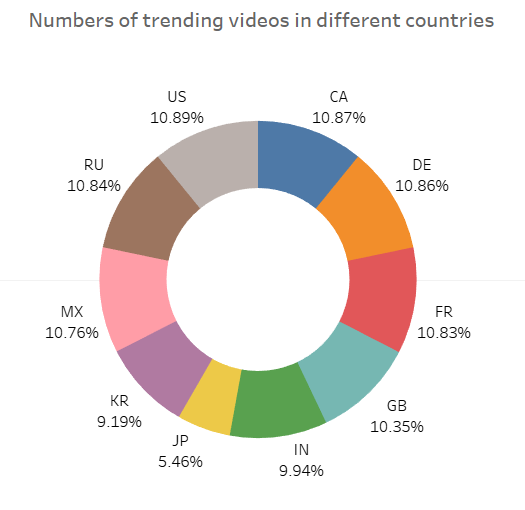 Numbers of trending videos in different countries
US
10.89%
CA
10.87%
RU
10.84%
DE
10.86%
MX
10.76%
FR
10.83%
KR
9.19%
GB
10.35%
JP
5.46%
IN
9.94%